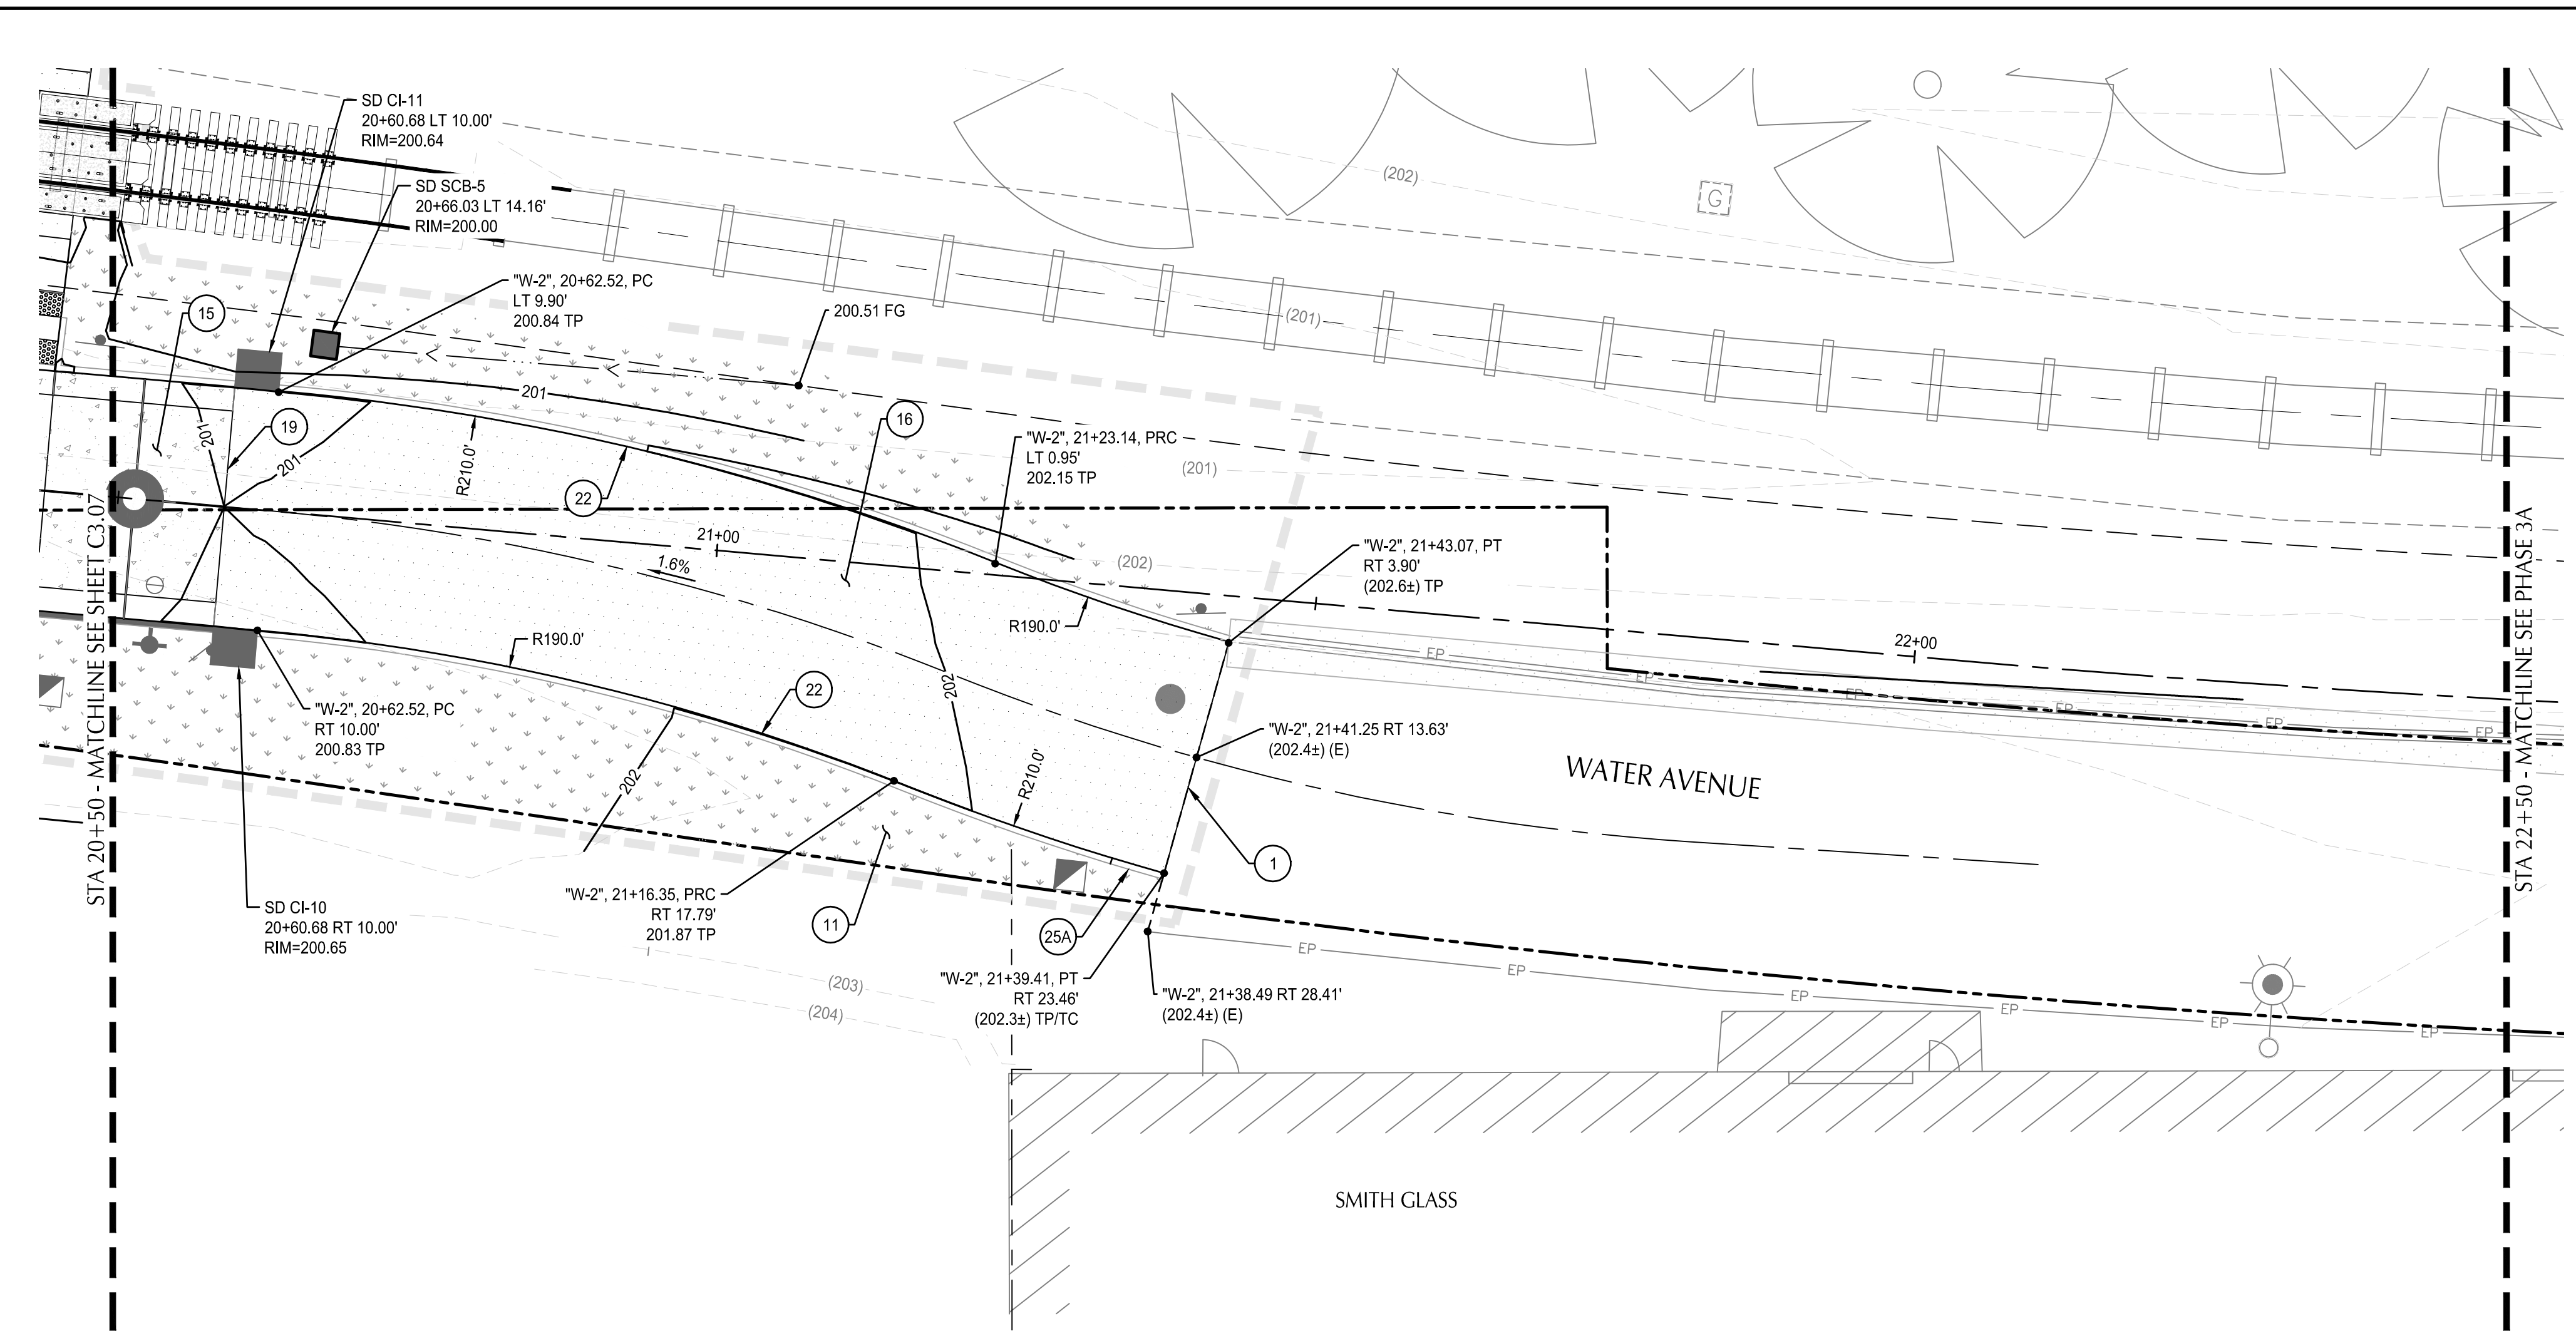 SD CI-11
20+60.68 LT 10.00'
RIM=200.64
SD SCB-5
20+66.03 LT 14.16'
RIM=200.00
"W-2", 20+62.52, PC
LT 9.90'
200.84 TP
200.51 FG
15
19
16
22
201
201
201
R210.0'
"W-2", 21+23.14, PRC
LT 0.95'
202.15 TP
(202)
G
(201)
(201)
(202)
21+00
1.6%
"W-2", 21+43.07, PT
RT 3.90'
(202.6±) TP
R190.0'
R190.0'
22+00
EP
EP
EP
EP
EP
EP
22
202
202
"W-2", 20+62.52, PC
RT 10.00'
200.83 TP
"W-2", 21+41.25 RT 13.63'
(202.4±) (E)
WATER AVENUE
R210.0'
1
SD CI-10
20+60.68 RT 10.00'
RIM=200.65
"W-2", 21+16.35, PRC
RT 17.79'
201.87 TP
11
25A
"W-2", 21+39.41, PT
RT 23.46'
(202.3±) TP/TC
"W-2", 21+38.49 RT 28.41'
(202.4±) (E)
(203)
(204)
EP
EP
EP
EP
EP
EP
SMITH GLASS
STA 20+50 - MATCHLINE SEE SHEET C3.07
STA 22+50 - MATCHLINE SEE PHASE 3A